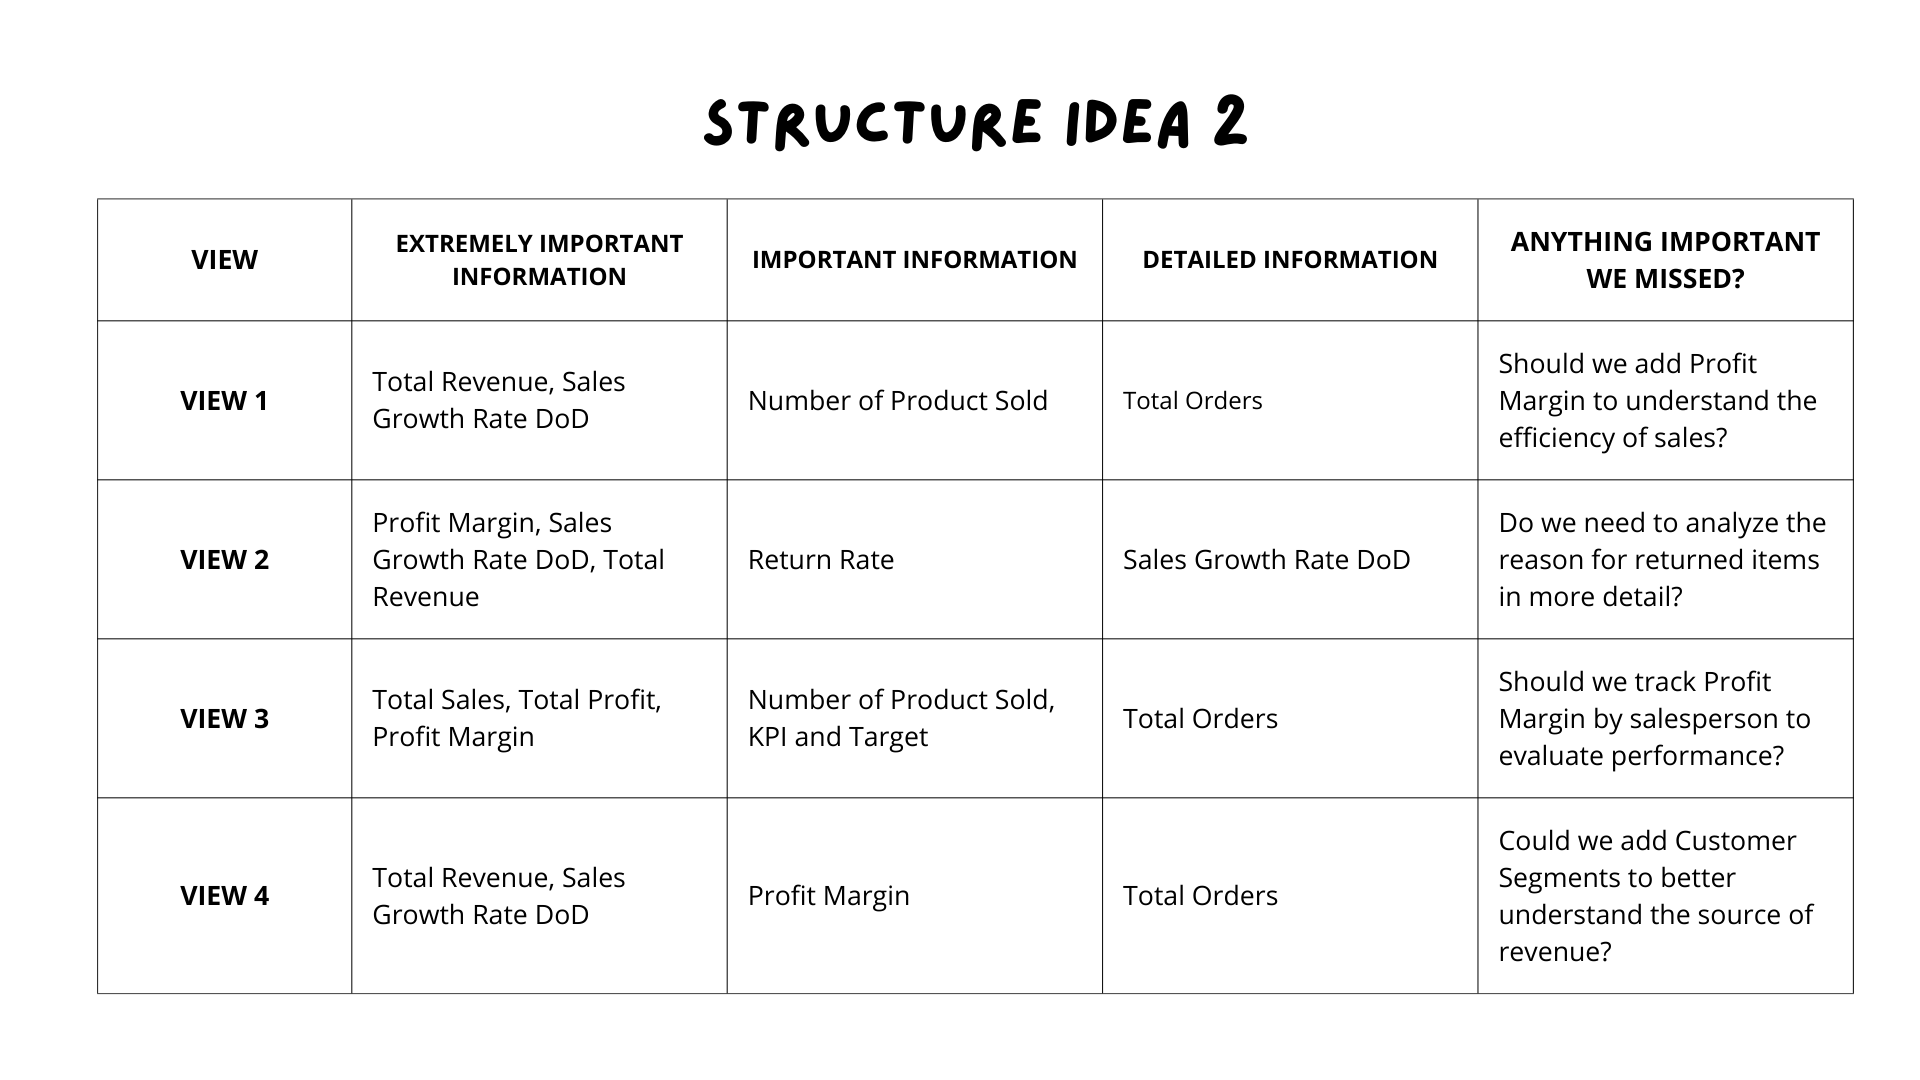 STRUCTURE IDEA 2
VIEW
EXTREMELY IMPORTANT
INFORMATION
IMPORTANT INFORMATION
DETAILED INFORMATION
ANYTHING IMPORTANT
WE MISSED?
VIEW 1
Total Revenue, Sales
Growth Rate DoD
Number of Product Sold
Total Orders
Should we add Profit
Margin to understand the
efficiency of sales?
VIEW 2
Profit Margin, Sales
Growth Rate DoD, Total
Revenue
Return Rate
Sales Growth Rate DoD
Do we need to analyze the
reason for returned items
in more detail?
VIEW 3
Total Sales, Total Profit,
Profit Margin
Number of Product Sold,
KPI and Target
Total Orders
Should we track Profit
Margin by salesperson to
evaluate performance?
VIEW 4
Total Revenue, Sales
Growth Rate DoD
Profit Margin
Total Orders
Could we add Customer
Segments to better
understand the source of
revenue?